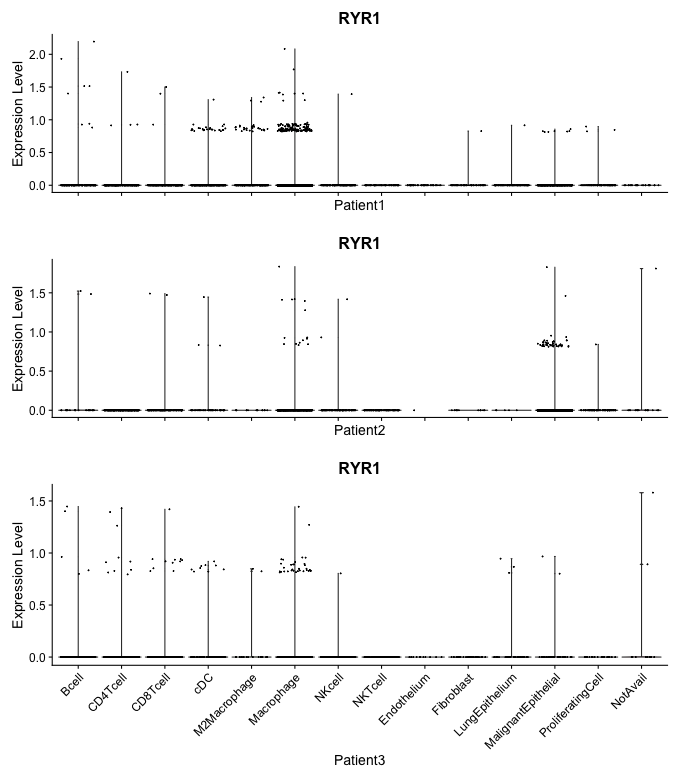 RYR1
Expression Level
2.0
1.5
1.0
0.5
0.0
Patient1
RYR1
Expression Level
1.5
1.0
0.5
0.0
Patient2
RYR1
Expression Level
1.5
1.0
0.5
0.0
Bcell
CD4Tcell
CD8Tcell
cDC
M2Macrophage
Macrophage
NKcell
NKTcell
Endothelium
Fibroblast
LungEpithelium
MalignantEpithelial
ProliferatingCell
NotAvail
Patient3